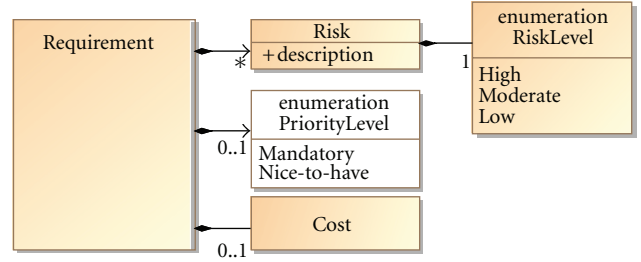 Requirement
Risk
+description
*
enumeration
RiskLevel
1
High
Moderate
Low
enumeration
PriorityLevel
0..1
Mandatory
Nice-to-have
Cost
0..1